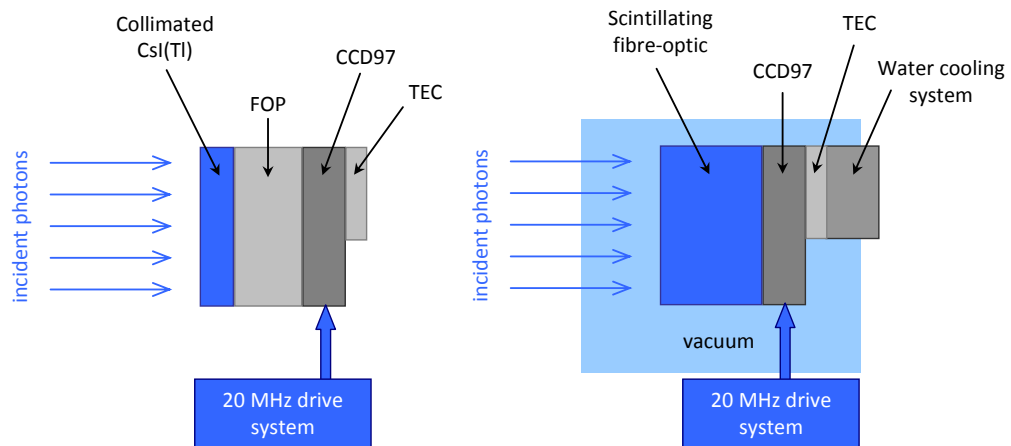 Collimated
CsI(Tl)
FOP
CCD97
TEC
incident photons
20 MHz drive
system
Scintillating
fibre-optic
CCD97
TEC
Water cooling
system
incident photons
vacuum
20 MHz drive
system